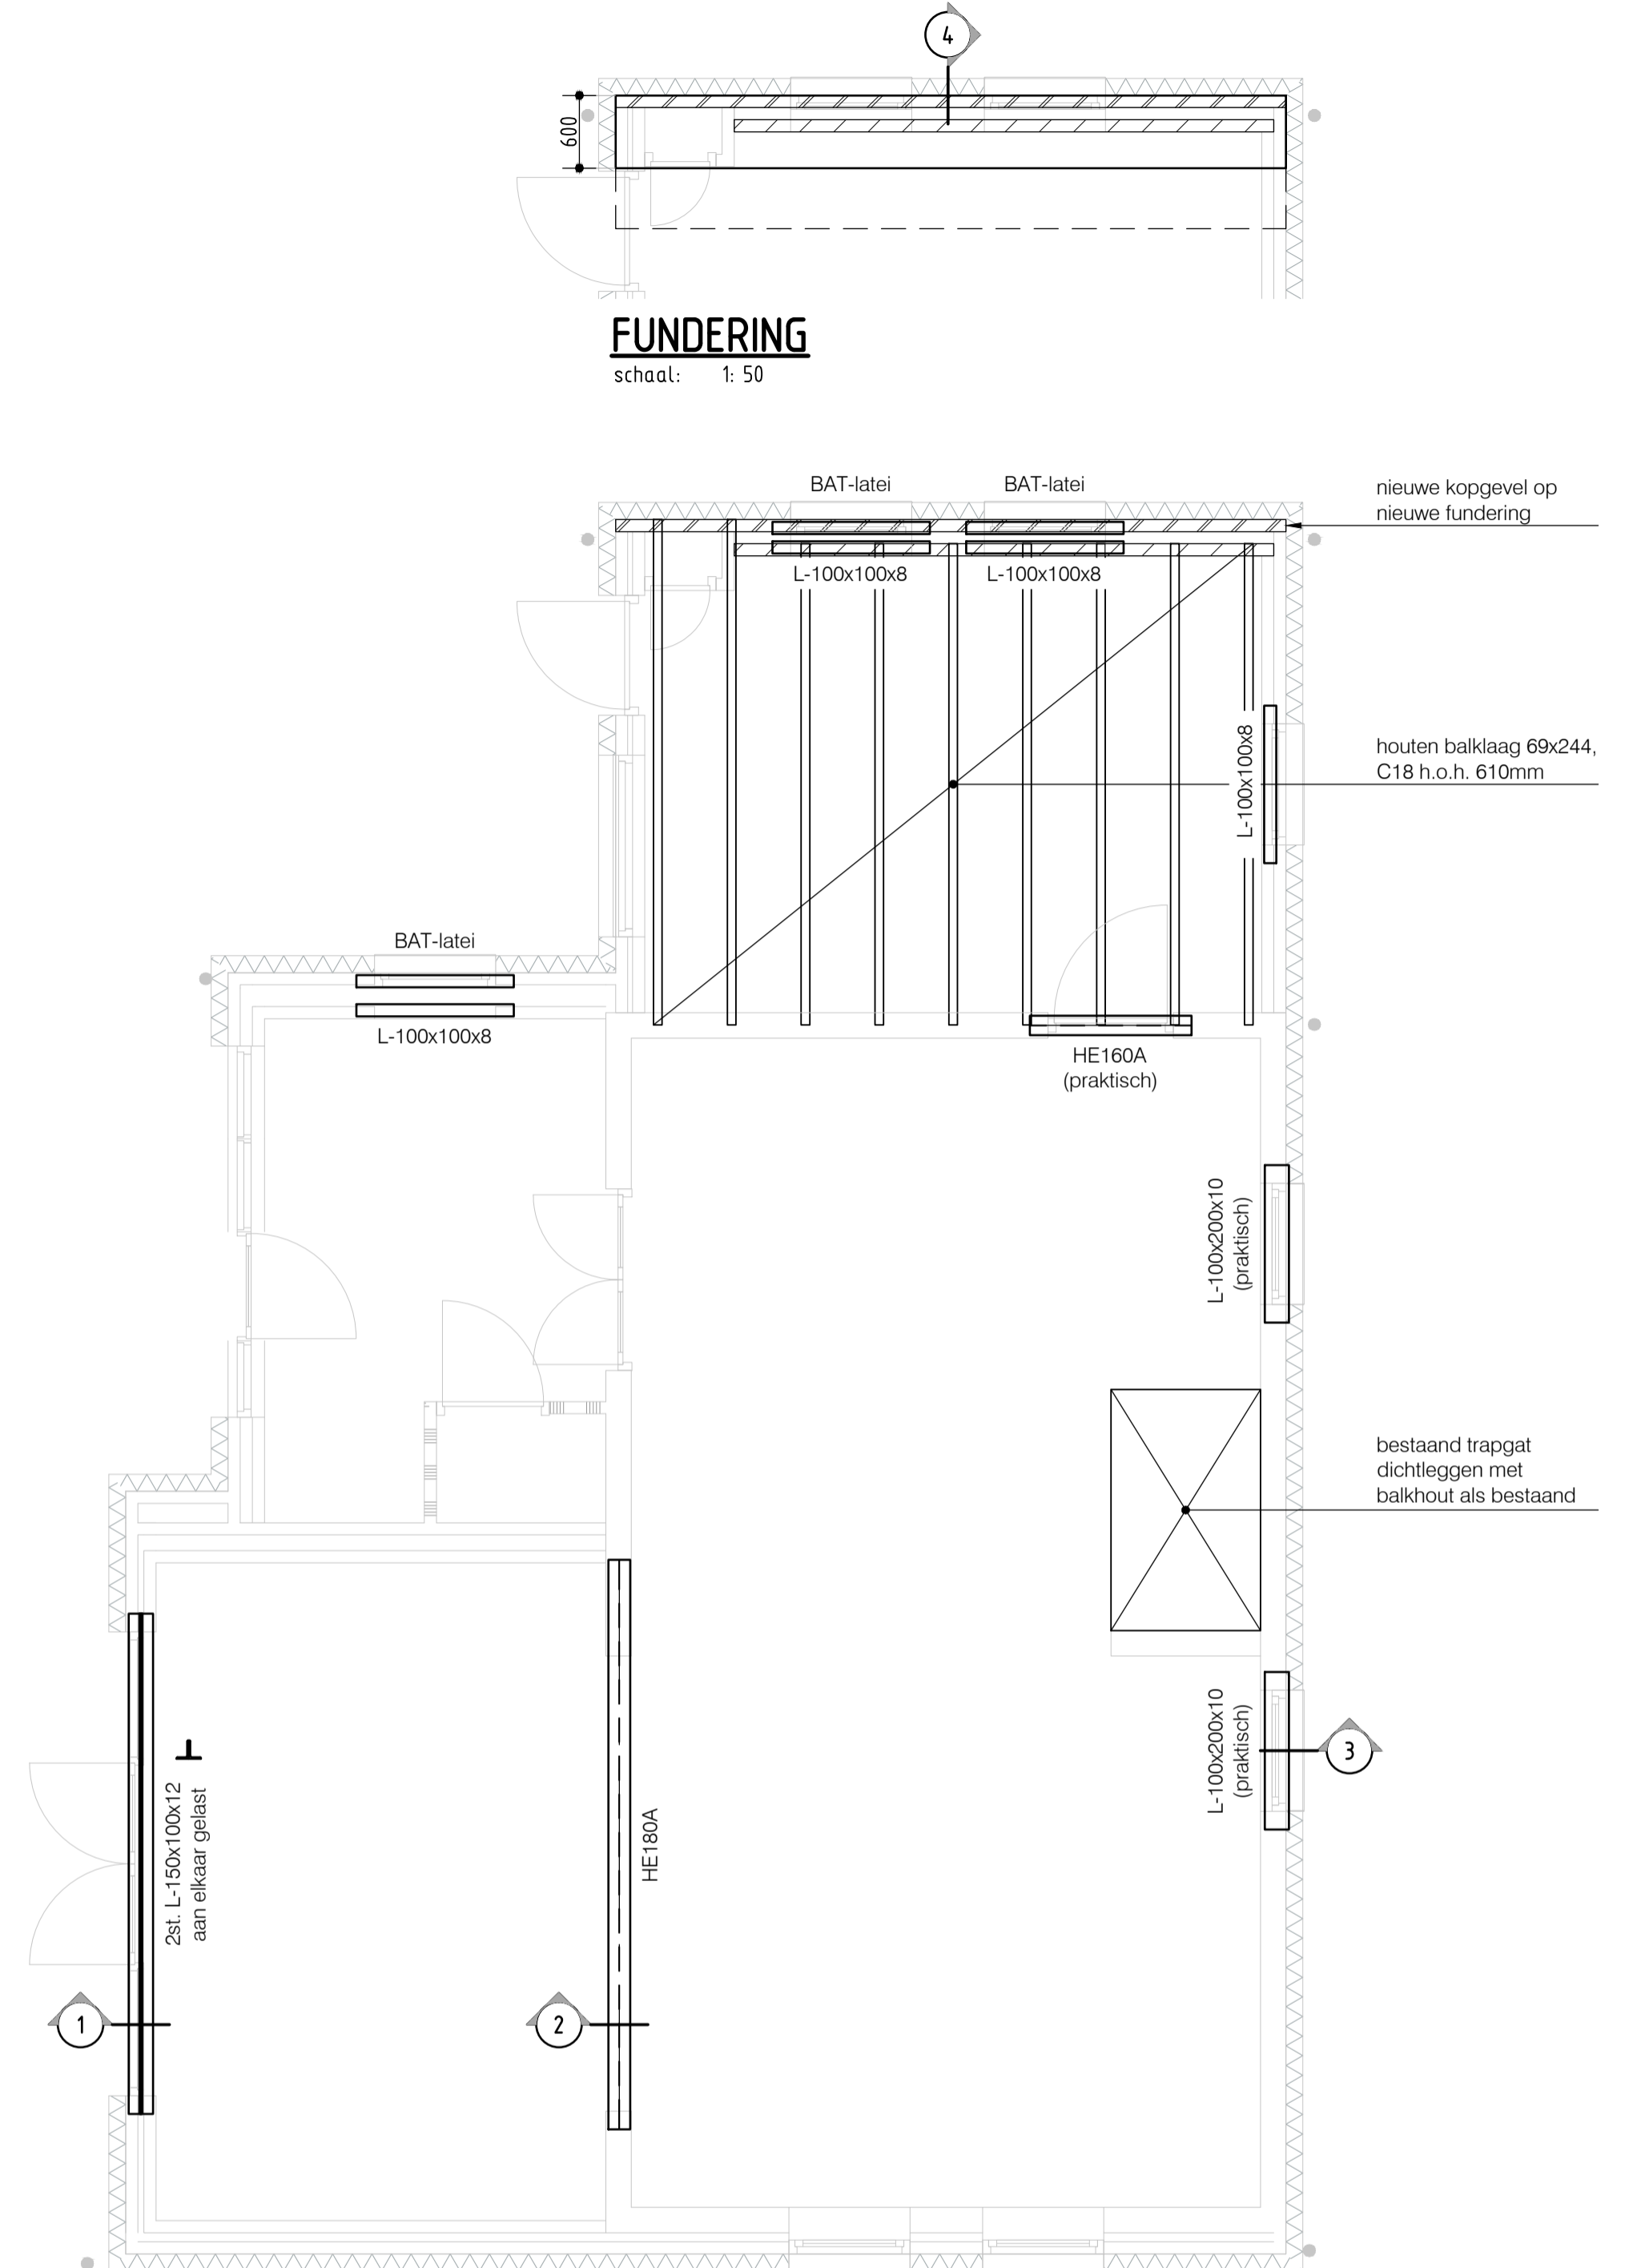 4
600
FUNDERING
schaal: 1: 50
BAT-latei
BAT-latei
nieuwe kopgevel op
nieuwe fundering
L-100x100x8
L-100x100x8
L-100x100x8
houten balklaag 69x244,
C18 h.o.h. 610mm
BAT-latei
L-100x100x8
HE160A
(praktisch)
L-100x200x10
(praktisch)
bestaand trapgat
dichtleggen met
balkhout als bestaand
L-100x200x10
(praktisch)
3
2st. L-150x100x12
aan elkaar gelast
HE180A
1
2